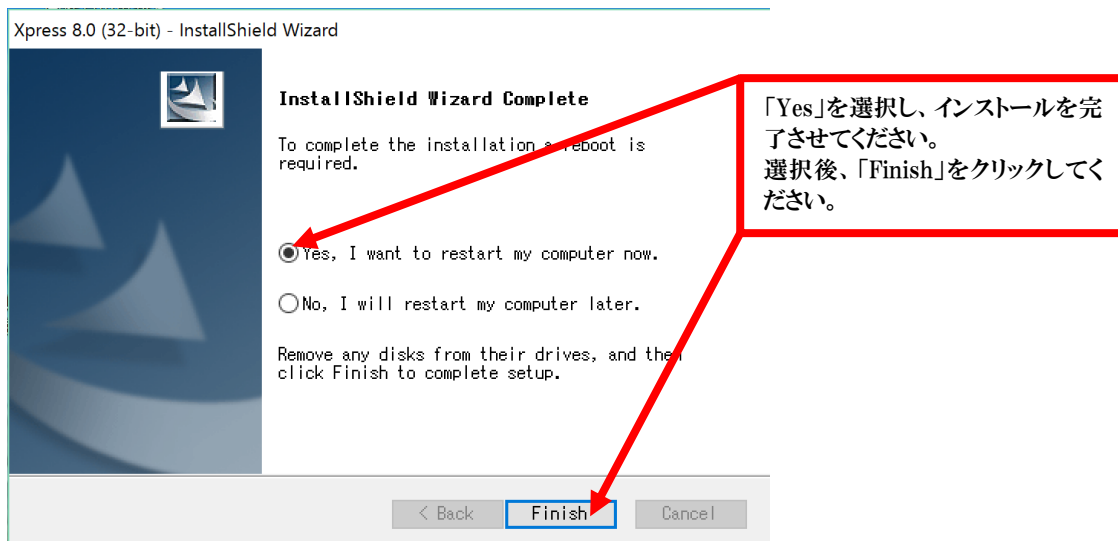 Xpress 8.0 (32-bit) - InstallShield Wizard
InstallShield Wizard Complete
To complete the installation a reboot is
required.
Yes, I want to restart my computer now.
No, I will restart my computer later.
Remove any disks from their drives, and then
click Finish to complete setup.
< Back
Finish
Cancel
「Yes」を選択し、インストールを完
了させてください。
選択後、「Finish」をクリックしてく
ださい。